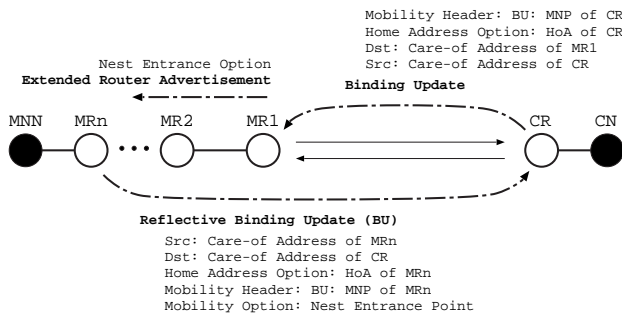 Mobility Header: BU: MNP of CR
Home Address Option: HoA of CR
Dst: Care-of Address of MR1
Src: Care-of Address of CR
Nest Entrance Option
Extended Router Advertisement
Binding Update
MNN MRn MR2 MR1 CR CN
Reflective Binding Update (BU)
Src: Care-of Address of MRn
Dst: Care-of Address of CR
Home Address Option: HoA of MRn
Mobility Header: BU: MNP of MRn
Mobility Option: Nest Entrance Point